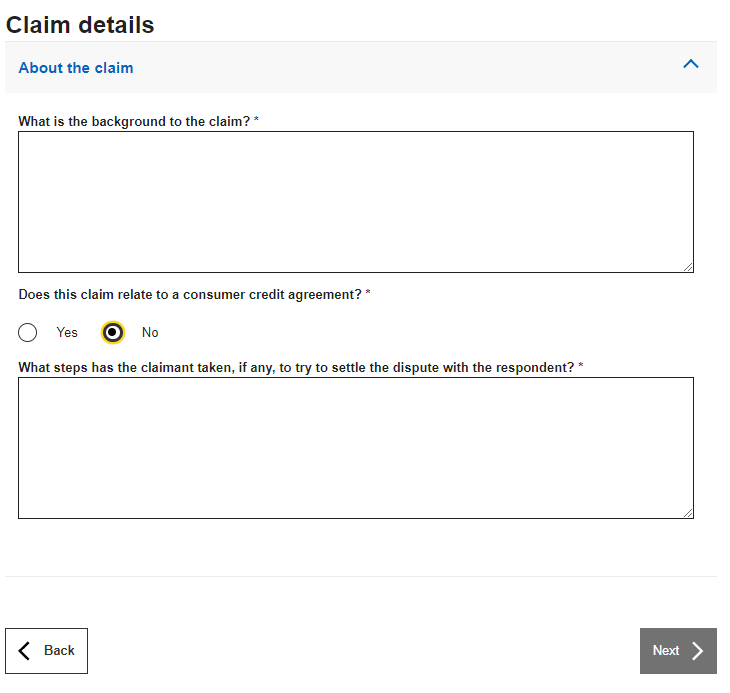 Claim details
About the claim
What is the background to the claim? *
Does this claim relate to a consumer credit agreement? *
Yes No
What steps has the claimant taken, if any, to try to settle the dispute with the respondent? *
Back Next